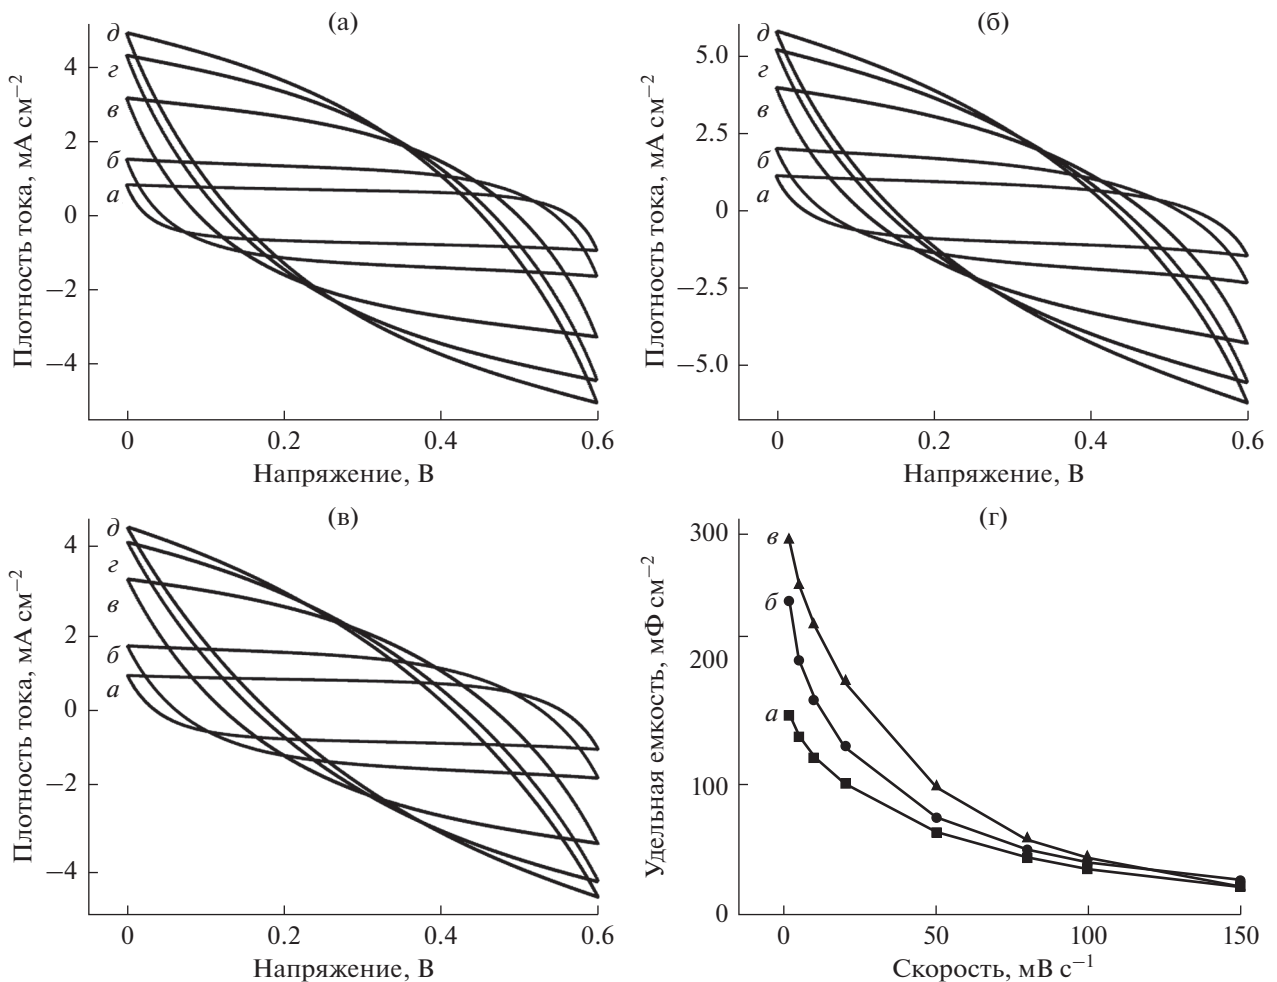 (а)
Плотность тока, мА см−2
д
г
в
б
а
4
2
0
−2
−4
0
0.2
0.4
0.6
Напряжение, В
(б)
Плотность тока, мА см−2
д
г
в
б
а
5.0
2.5
0
−2.5
−5.0
0
0.2
0.4
0.6
Напряжение, В
(в)
Плотность тока, мА см−2
д
г
в
б
а
4
2
0
−2
−4
0
0.2
0.4
0.6
Напряжение, В
(г)
Удельная емкость, мФ см−2
в
б
а
300
200
100
0
0
50
100
150
Скорость, мВ с−1